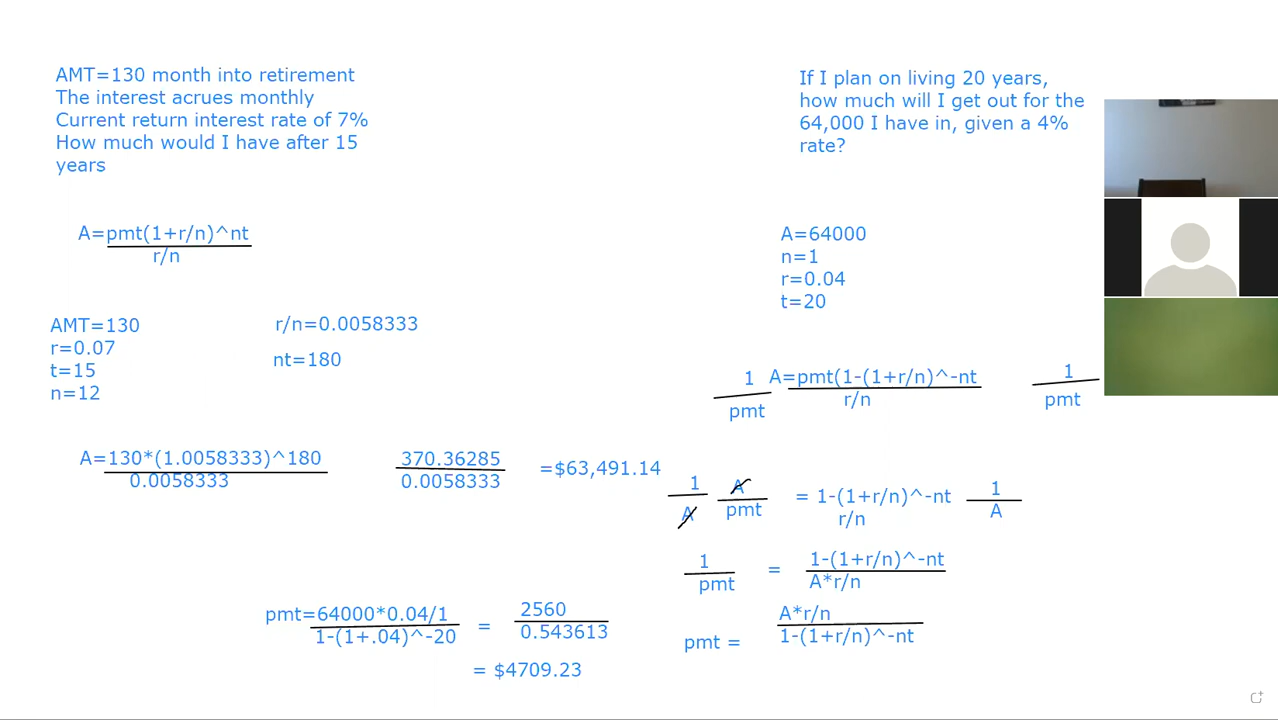 AMT=130 month into retirement
The interest acrues monthly
Current return interest rate of 7%
How much would I have after 15
years
If I plan on living 20 years,
how much will I get out for the
64,000 I have in, given a 4%
rate?
A=pmt(1+r/n)^nt
r/n
A=64000
n=1
r=0.04
t=20
AMT=130
r=0.07
t=15
n=12
r/n=0.0058333
nt=180
1
pmt
A=pmt(1-(1+r/n)^-nt
r/n
1
pmt
A=130*(1.0058333)^180
0.0058333
370.36285
0.0058333
=$63,491.14
1
A
A
pmt
= 1-(1+r/n)^-nt
r/n
1
A
1
pmt
=
1-(1+r/n)^-nt
A*r/n
pmt=64000*0.04/1
1-(1+.04)^-20
=
2560
0.543613
= $4709.23
pmt =
A*r/n
1-(1+r/n)^-nt